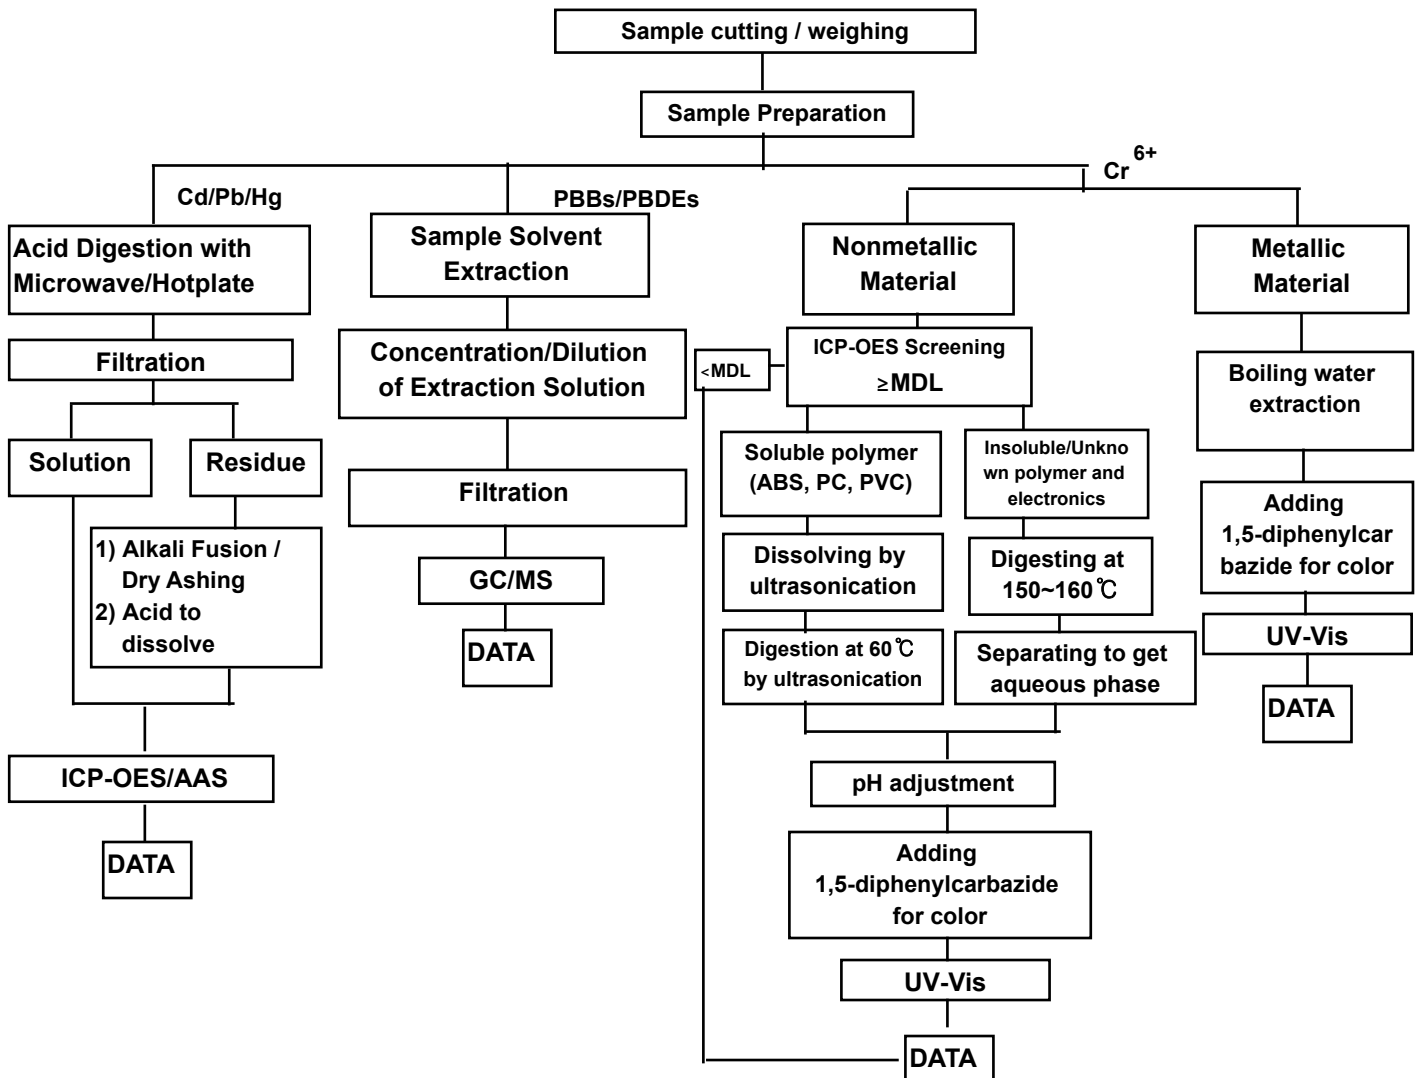 Sample cutting / weighing
Sample Preparation
Cd/Pb/Hg
PBBs/PBDEs
Cr 6+
Acid Digestion with
Microwave/Hotplate
Filtration
Solution
Residue
1) Alkali Fusion /
Dry Ashing
2) Acid to
dissolve
ICP-OES/AAS
DATA
Sample Solvent
Extraction
Concentration/Dilution
of Extraction Solution
Filtration
GC/MS
DATA
Nonmetallic
Material
ICP-OES Screening
≥MDL
<MDL
Soluble polymer
(ABS, PC, PVC)
Dissolving by
ultrasonication
Digestion at 60℃
by ultrasonication
Insoluble/Unkno
wn polymer and
electronics
Digesting at
150~160℃
Separating to get
aqueous phase
pH adjustment
Adding
1,5-diphenylcarbazide
for color
UV-Vis
DATA
Metallic
Material
Boiling water
extraction
Adding
1,5-diphenylcar
bazide for color
UV-Vis
DATA